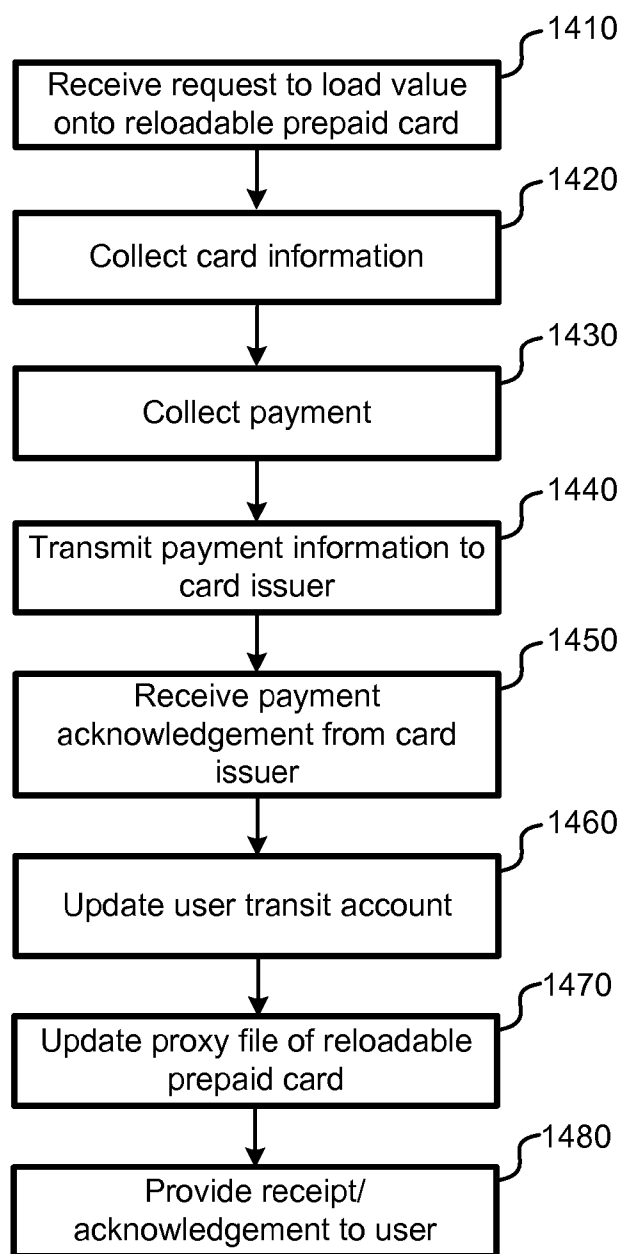 1410
Receive request to load value
onto reloadable prepaid card
1420
Collect card information
1430
Collect payment
1440
Transmit payment information to
card issuer
1450
Receive payment
acknowledgement from card
issuer
1460
Update user transit account
1470
Update proxy file of reloadable
prepaid card
1480
Provide receipt/
acknowledgement to user